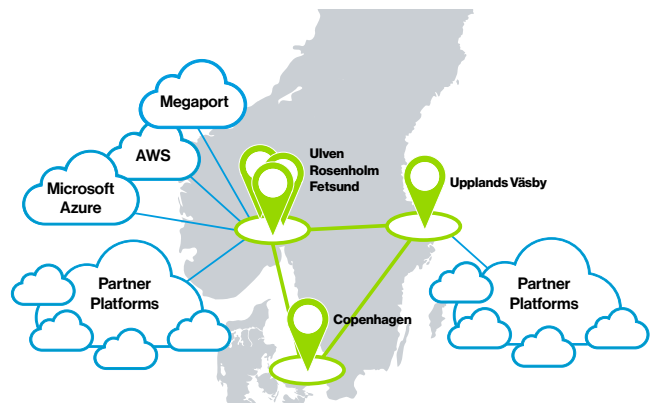 Megaport
AWS
Microsoft
Azure
Partner
Platforms
Ulven
Rosenholm
Fetsund
Upplands Väsby
Copenhagen
Partner
Platforms